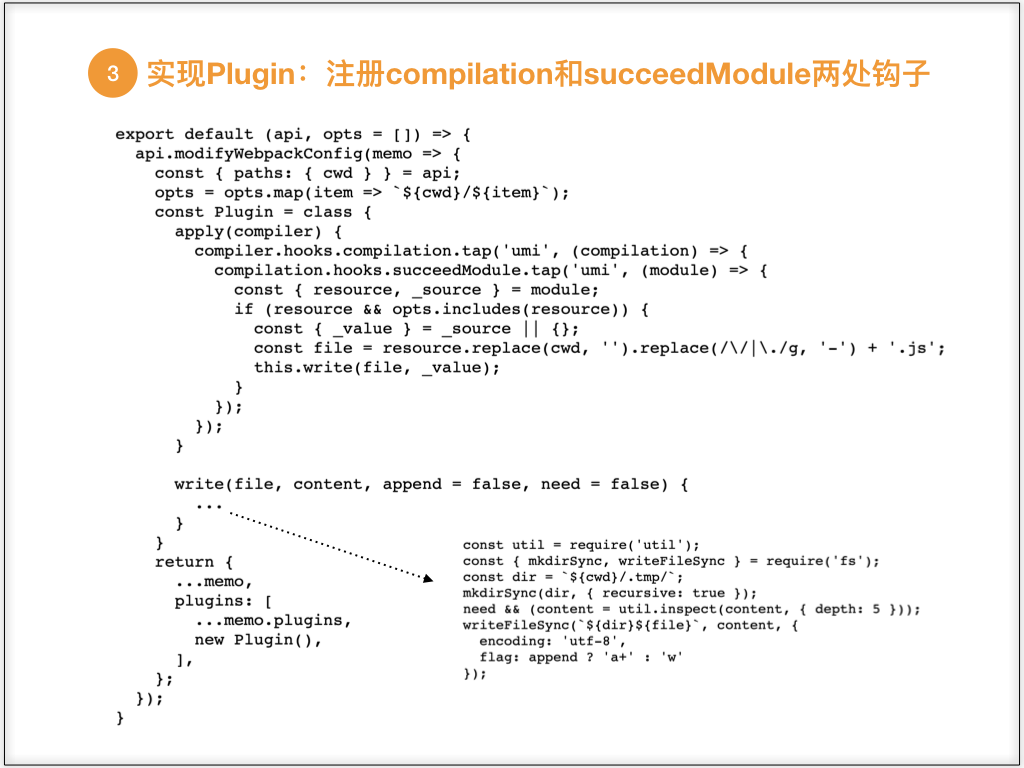 3 实现Plugin：注册compilation和succeedModule两处钩子
export default (api, opts = []) => {
api.modifyWebpackConfig(memo => {
const { paths: { cwd } } = api;
opts = opts.map(item => `${cwd}/${item}`);
const Plugin = class {
apply(compiler) {
compiler.hooks.compilation.tap('umi', (compilation) => {
compilation.hooks.succeedModule.tap('umi', (module) => {
const { resource, _source } = module;
if (resource && opts.includes(resource)) {
const { _value } = _source || {};
const file = resource.replace(cwd, '').replace(/\/|\./g, '-') + '.js';
this.write(file, _value);
}
});
});
}
write(file, content, append = false, need = false) {
...
}
}
return {
...memo,
plugins: [
...memo.plugins,
new Plugin(),
],
};
});
}
const util = require('util');
const { mkdirSync, writeFileSync } = require('fs');
const dir = `${cwd}/.tmp/`;
mkdirSync(dir, { recursive: true });
need && (content = util.inspect(content, { depth: 5 }));
writeFileSync(`${dir}${file}`, content, {
encoding: 'utf-8',
flag: append ? 'a+' : 'w'
});